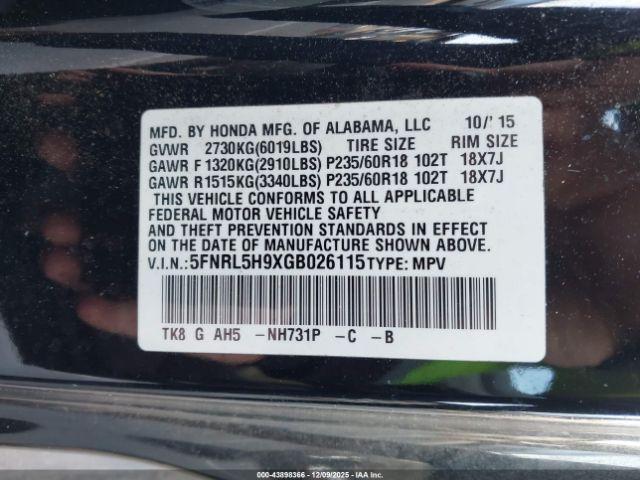 MFD. BY HONDA MFG. OF ALABAMA, LLC 10/'15
GVWR 2730KG(6019LBS) TIRE SIZE RIM SIZE
GAWR F 1320KG(2910LBS) P235/60R18 102T 18X7J
GAWR R1515KG(3340LBS) P235/60R18 102T 18X7J
THIS VEHICLE CONFORMS TO ALL APPLICABLE
FEDERAL MOTOR VEHICLE SAFETY
AND THEFT PREVENTION STANDARDS IN EFFECT
ON THE DATE OF MANUFACTURE SHOWN ABOVE.
V.I.N.:5FNRL5H9XGB026115 TYPE: MPV
TK8 G AH5 -NH731P -C -B
000-43898366 - 12/09/2025 - IAAI.COM